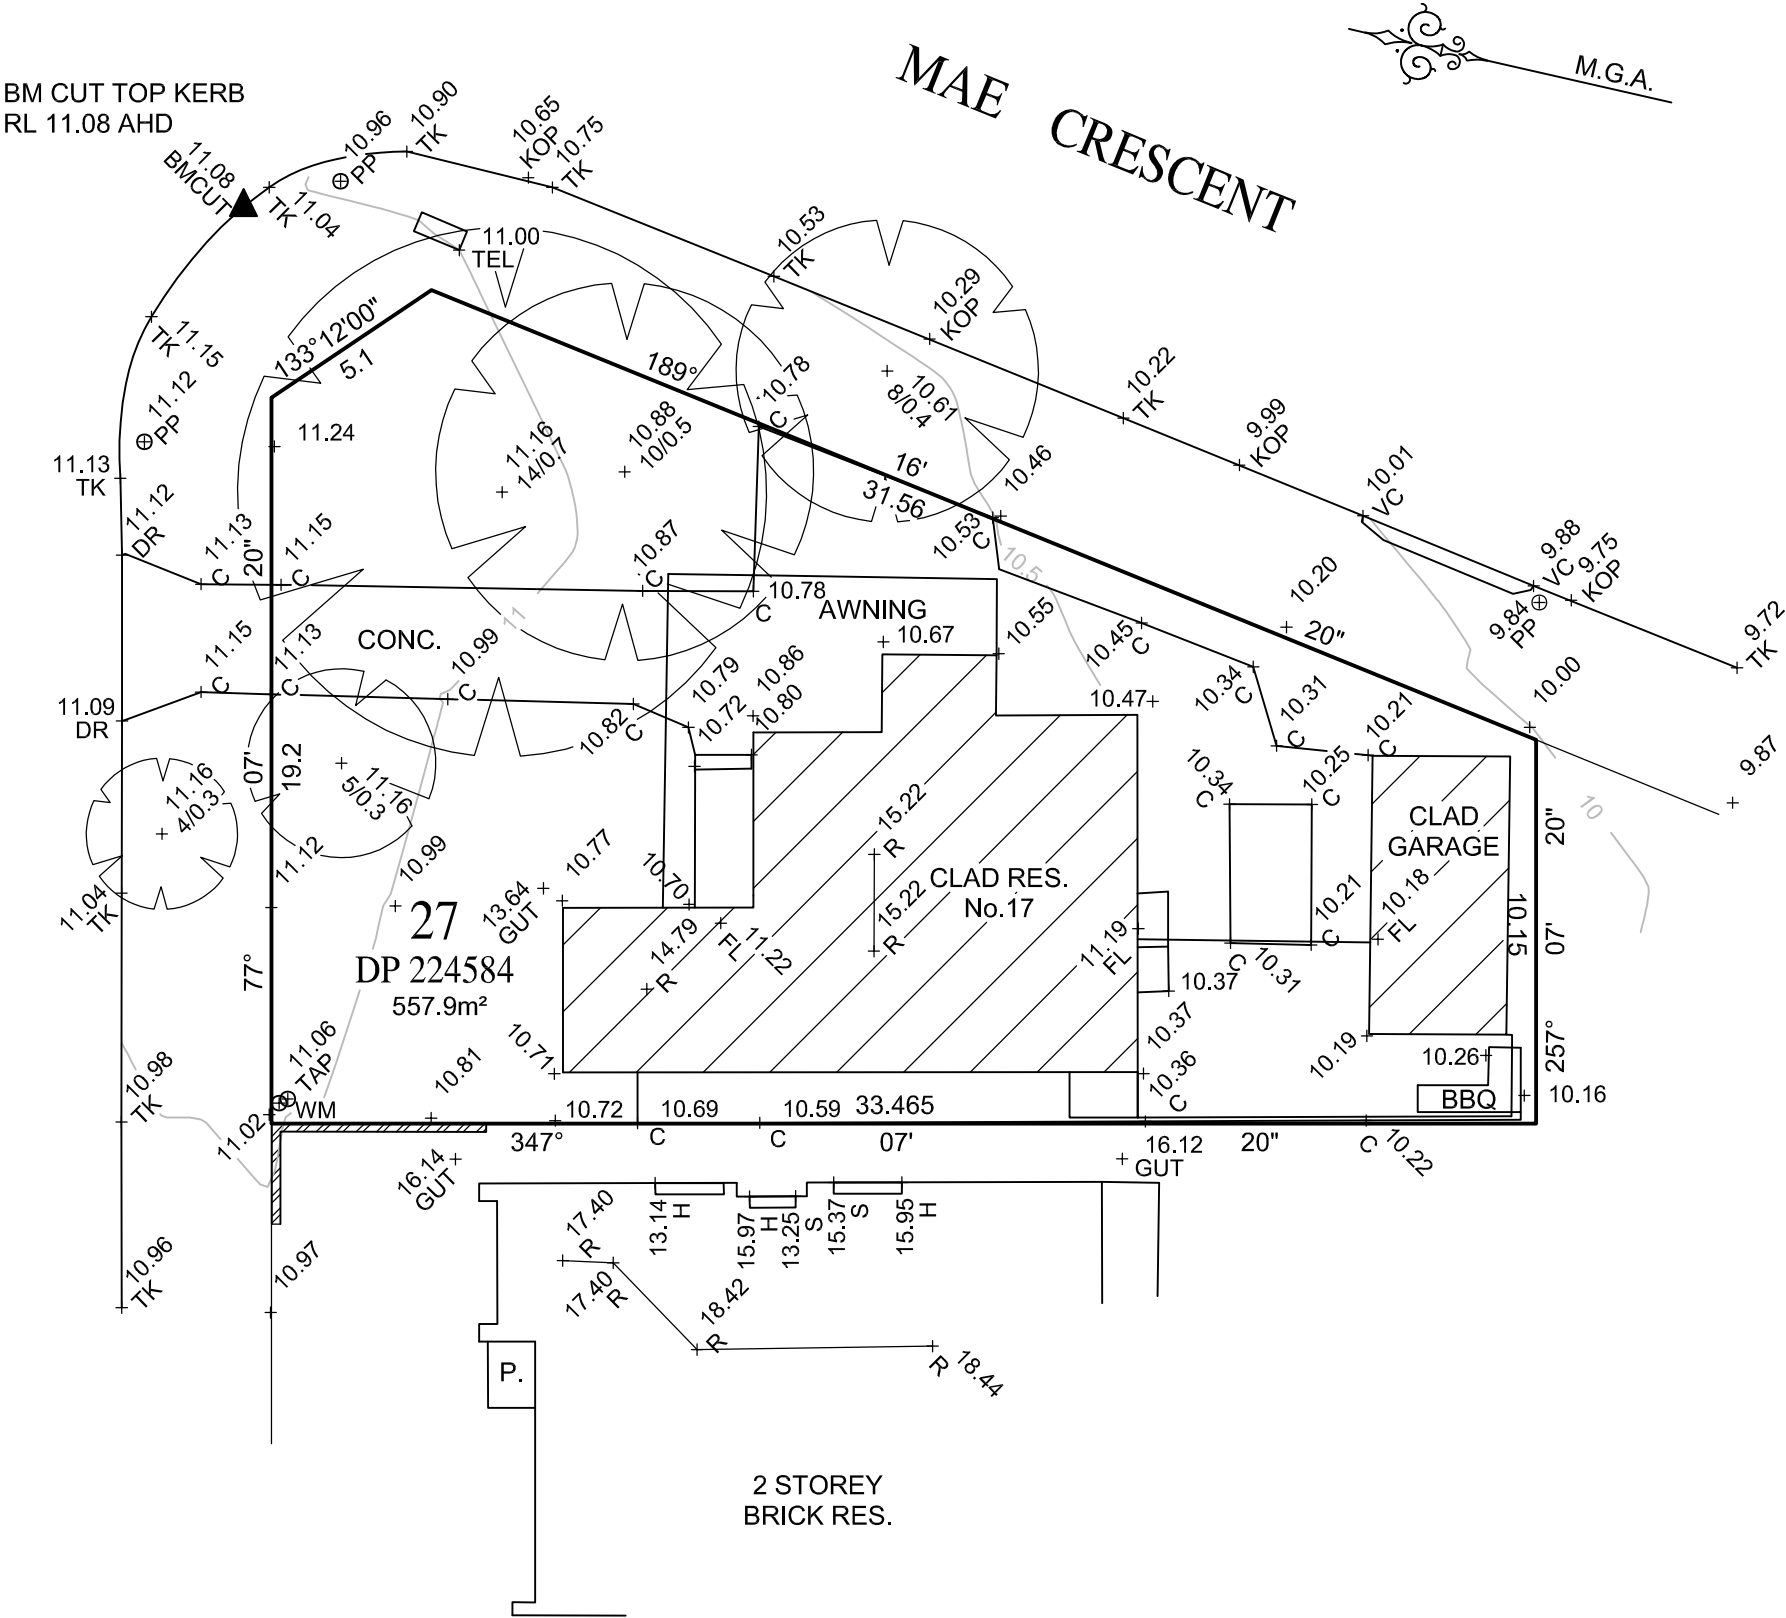 M.G.A.
MAE CRESCENT
BM CUT TOP KERB
RL 11.08 AHD
11.08
BMCUT
10.96
PP
10.90
TK
10.65
KOP
10.75
TK
TK
11.04
11.00
TEL
10.53
TK
10.29
KOP
TK
11.15
133°12'00"
5.1
189°
10.78
C
10.61
8/0.4
10.22
TK
11.12
PP
11.24
11.16
14/0.7
10.88
10/0.5
9.99
KOP
16'
31.56
10.46
10.01
VC
11.13
TK
11.12
DR
11.13
C
20"
11.15
C
10.87
C
10.53
C
10.5
9.88
VC
9.75
KOP
10.78
C
AWNING
11
10.20
20"
9.84
PP
9.72
TK
CONC.
11.15
C
11.13
C
10.99
C
10.67
10.55
10.45
C
10.79
10.86
10.34
C
10.31
C
10.00
11.09
DR
10.82
C
10.72
10.80
10.47
10.21
C
9.87
07'
19.2
11.16
4/0.3
11.16
5/0.3
15.22
R
10.34
C
10.25
C
CLAD
GARAGE
10
20"
11.12
10.99
10.77
10.70
CLAD RES.
No.17
11.04
TK
13.64
GUT
27
DP 224584
557.9m²
14.79
R
FL
11.22
15.22
R
11.19
FL
10.21
C
10.18
FL
10.15
07'
77°
C
10.31
10.37
10.37
11.06
TAP
WM
10.81
10.71
10.36
C
10.19
10.26
257°
BBQ
10.16
10.98
TK
11.02
10.72
10.69
C
10.59
C
33.465
347°
07'
16.12
GUT
20"
C
10.22
16.14
GUT
17.40
R
13.14
H
15.97
H
13.25
S
15.37
S
15.95
H
10.96
TK
10.97
17.40
R
18.42
R
R
18.44
P.
2 STOREY
BRICK RES.